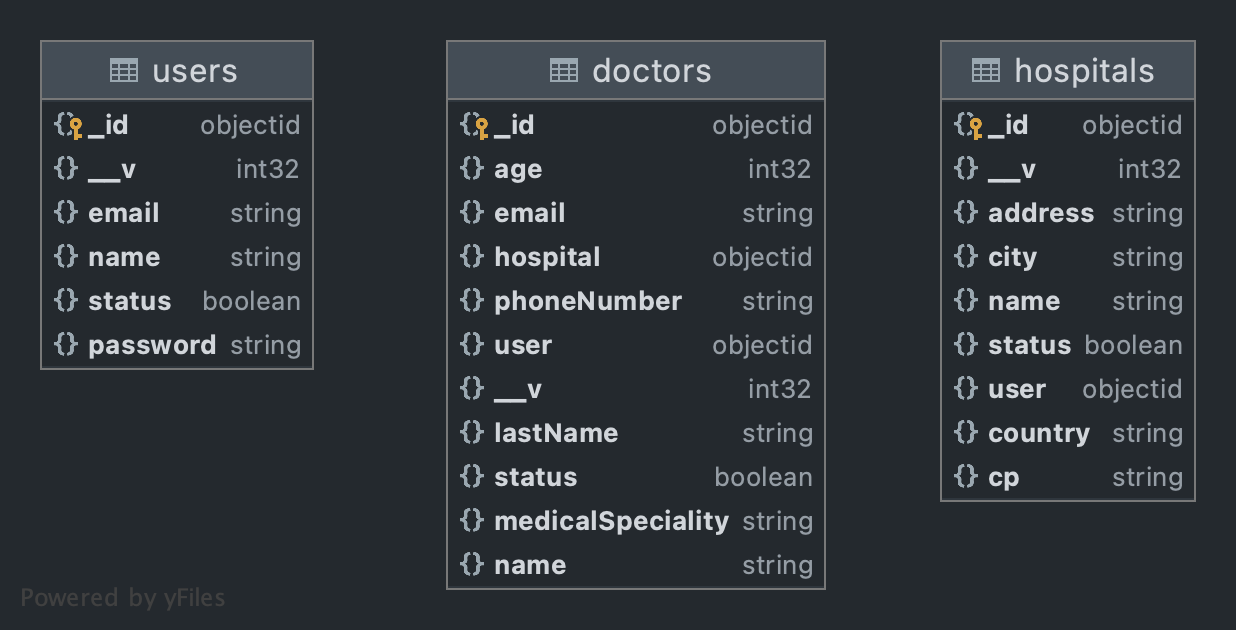 users
_id objectid
__v int32
email string
name string
status boolean
password string
doctors
_id objectid
age int32
email string
hospital objectid
phoneNumber string
user objectid
__v int32
lastName string
status boolean
medicalSpeciality string
name string
hospitals
_id objectid
__v int32
address string
city string
name string
status boolean
user objectid
country string
cp string
Powered by yFiles